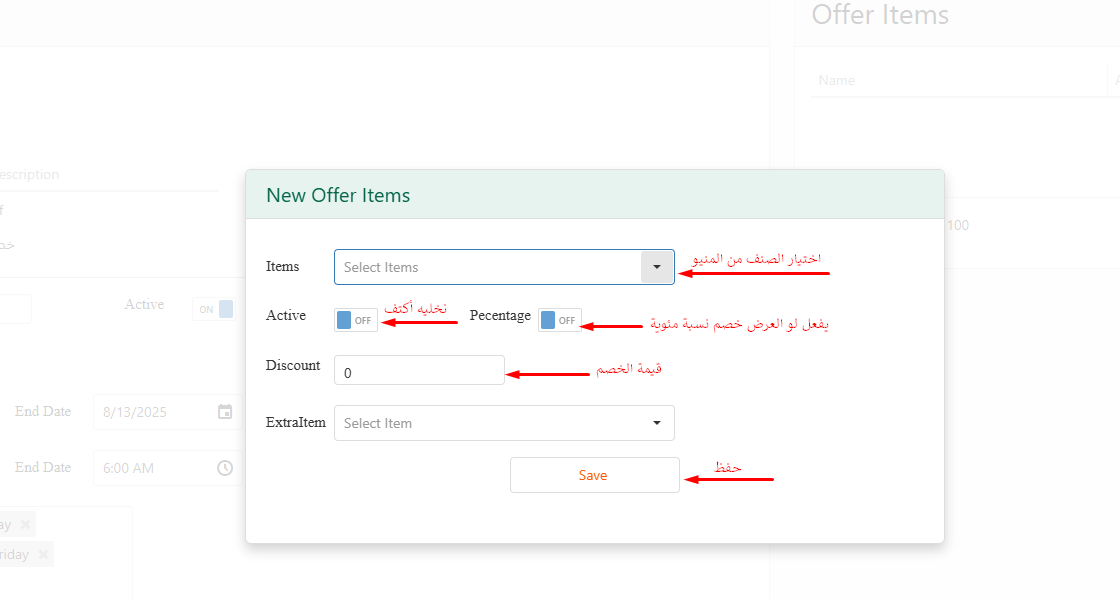 Offer Items
Name
escription
New Offer Items
100
Items
Select Items
اختيار الصنف من المنيو
Active
ON
Active
OFF
نخليه أكتف
Pecentage
OFF
يفعل لو العرض خصم نسبة مئوية
Discount
0
قيمة الخصم
End Date
8/13/2025
ExtraItem
Select Item
End Date
6:00 AM
Save
حفظ
ay
riday